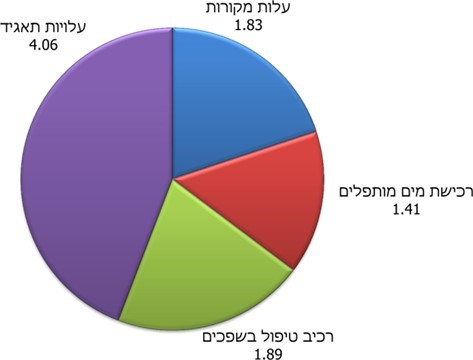 עלות מקורות
1.83
עלויות תאגיד
4.06
רכישת מים מותפלים
1.41
רכיב טיפול בשפכים
1.89